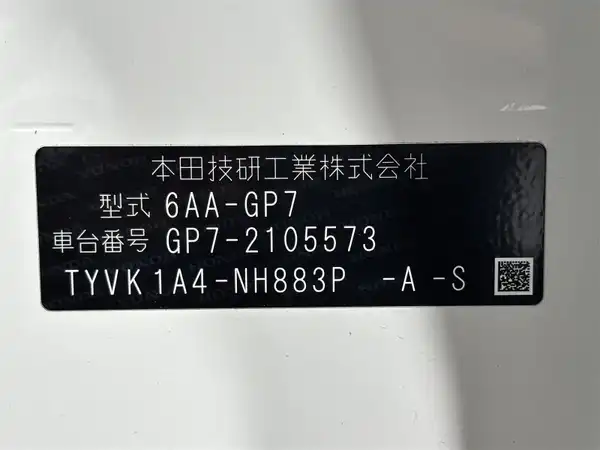 本田技研工業株式会社
型式 6AA-GP7
車台番号 GP7-2105573
TYVK1A4-NH883P -A -S